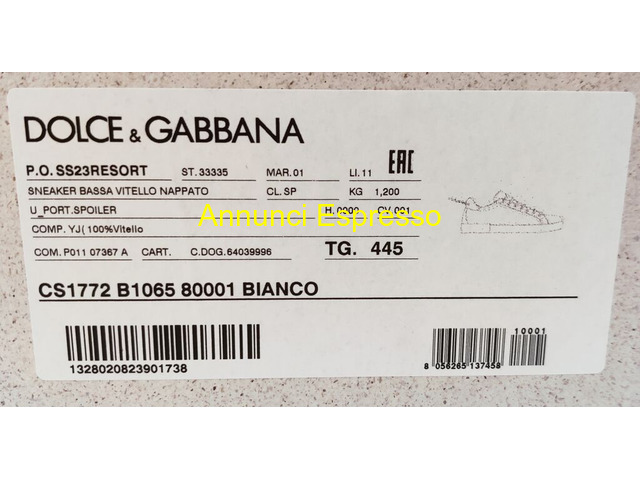 DOLCE & GABBANA
P.O. SS23RESORT ST. 33335 MAR. 01 LI. 11 EAC
SNEAKER BASSA VITELLO NAPPATO CL. SP KG 1,200
U_PORT.SPOILER H. CV. 001
Annunci Espresso
COMP. YJ( 100%Vitello
COM. P011 07367 A CART. C.DOG. 64039996 TG. 445
CS1772 B1065 80001 BIANCO
10001
1328020823901738
8 056265 137458